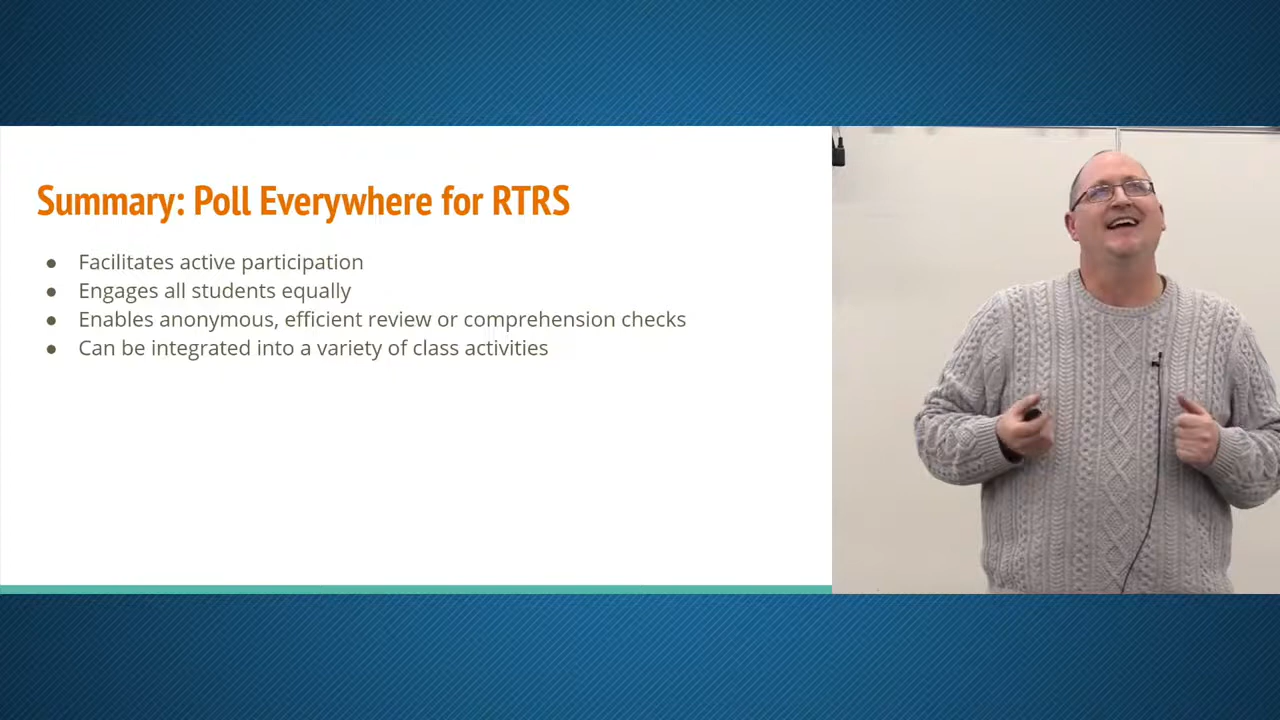 Summary: Poll Everywhere for RTRS
● Facilitates active participation
● Engages all students equally
● Enables anonymous, efficient review or comprehension checks
● Can be integrated into a variety of class activities